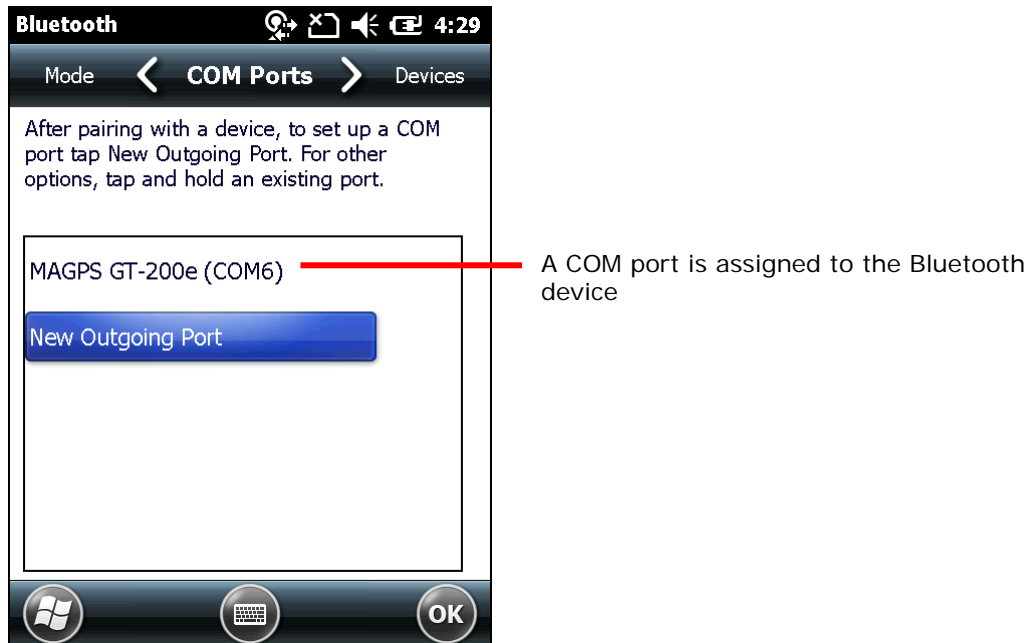 Bluetooth 4:29
Mode COM Ports Devices
After pairing with a device, to set up a COM
port tap New Outgoing Port. For other
options, tap and hold an existing port.
MAGPS GT-200e (COM6)
New Outgoing Port
OK
A COM port is assigned to the Bluetooth
device